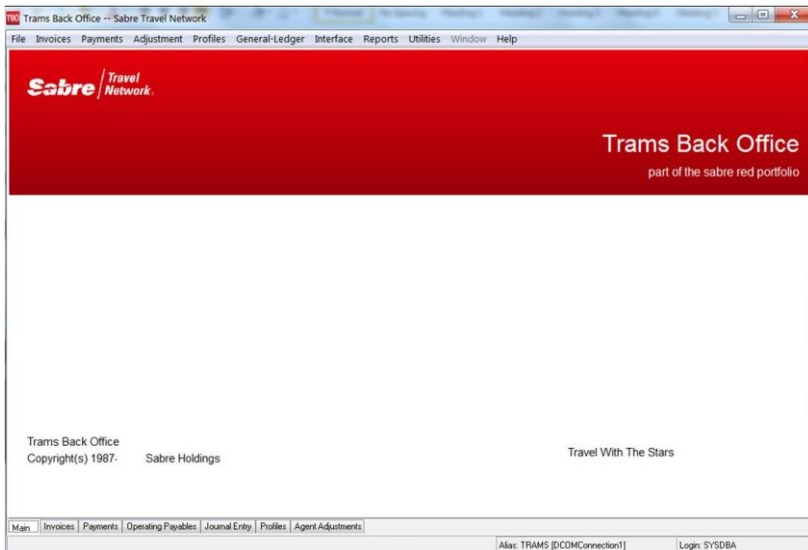 TBO Trams Back Office -- Sabre Travel Network
File Invoices Payments Adjustment Profiles General-Ledger Interface Reports Utilities Window Help
Sabre Travel Network.
Trams Back Office
part of the sabre red portfolio
Trams Back Office
Copyright(s) 1987- Sabre Holdings
Travel With The Stars
Main Invoices Payments Operating Payables Journal Entry Profiles Agent Adjustments
Alias: TRAMS [DCOMConnection1] Login: SYSDBA